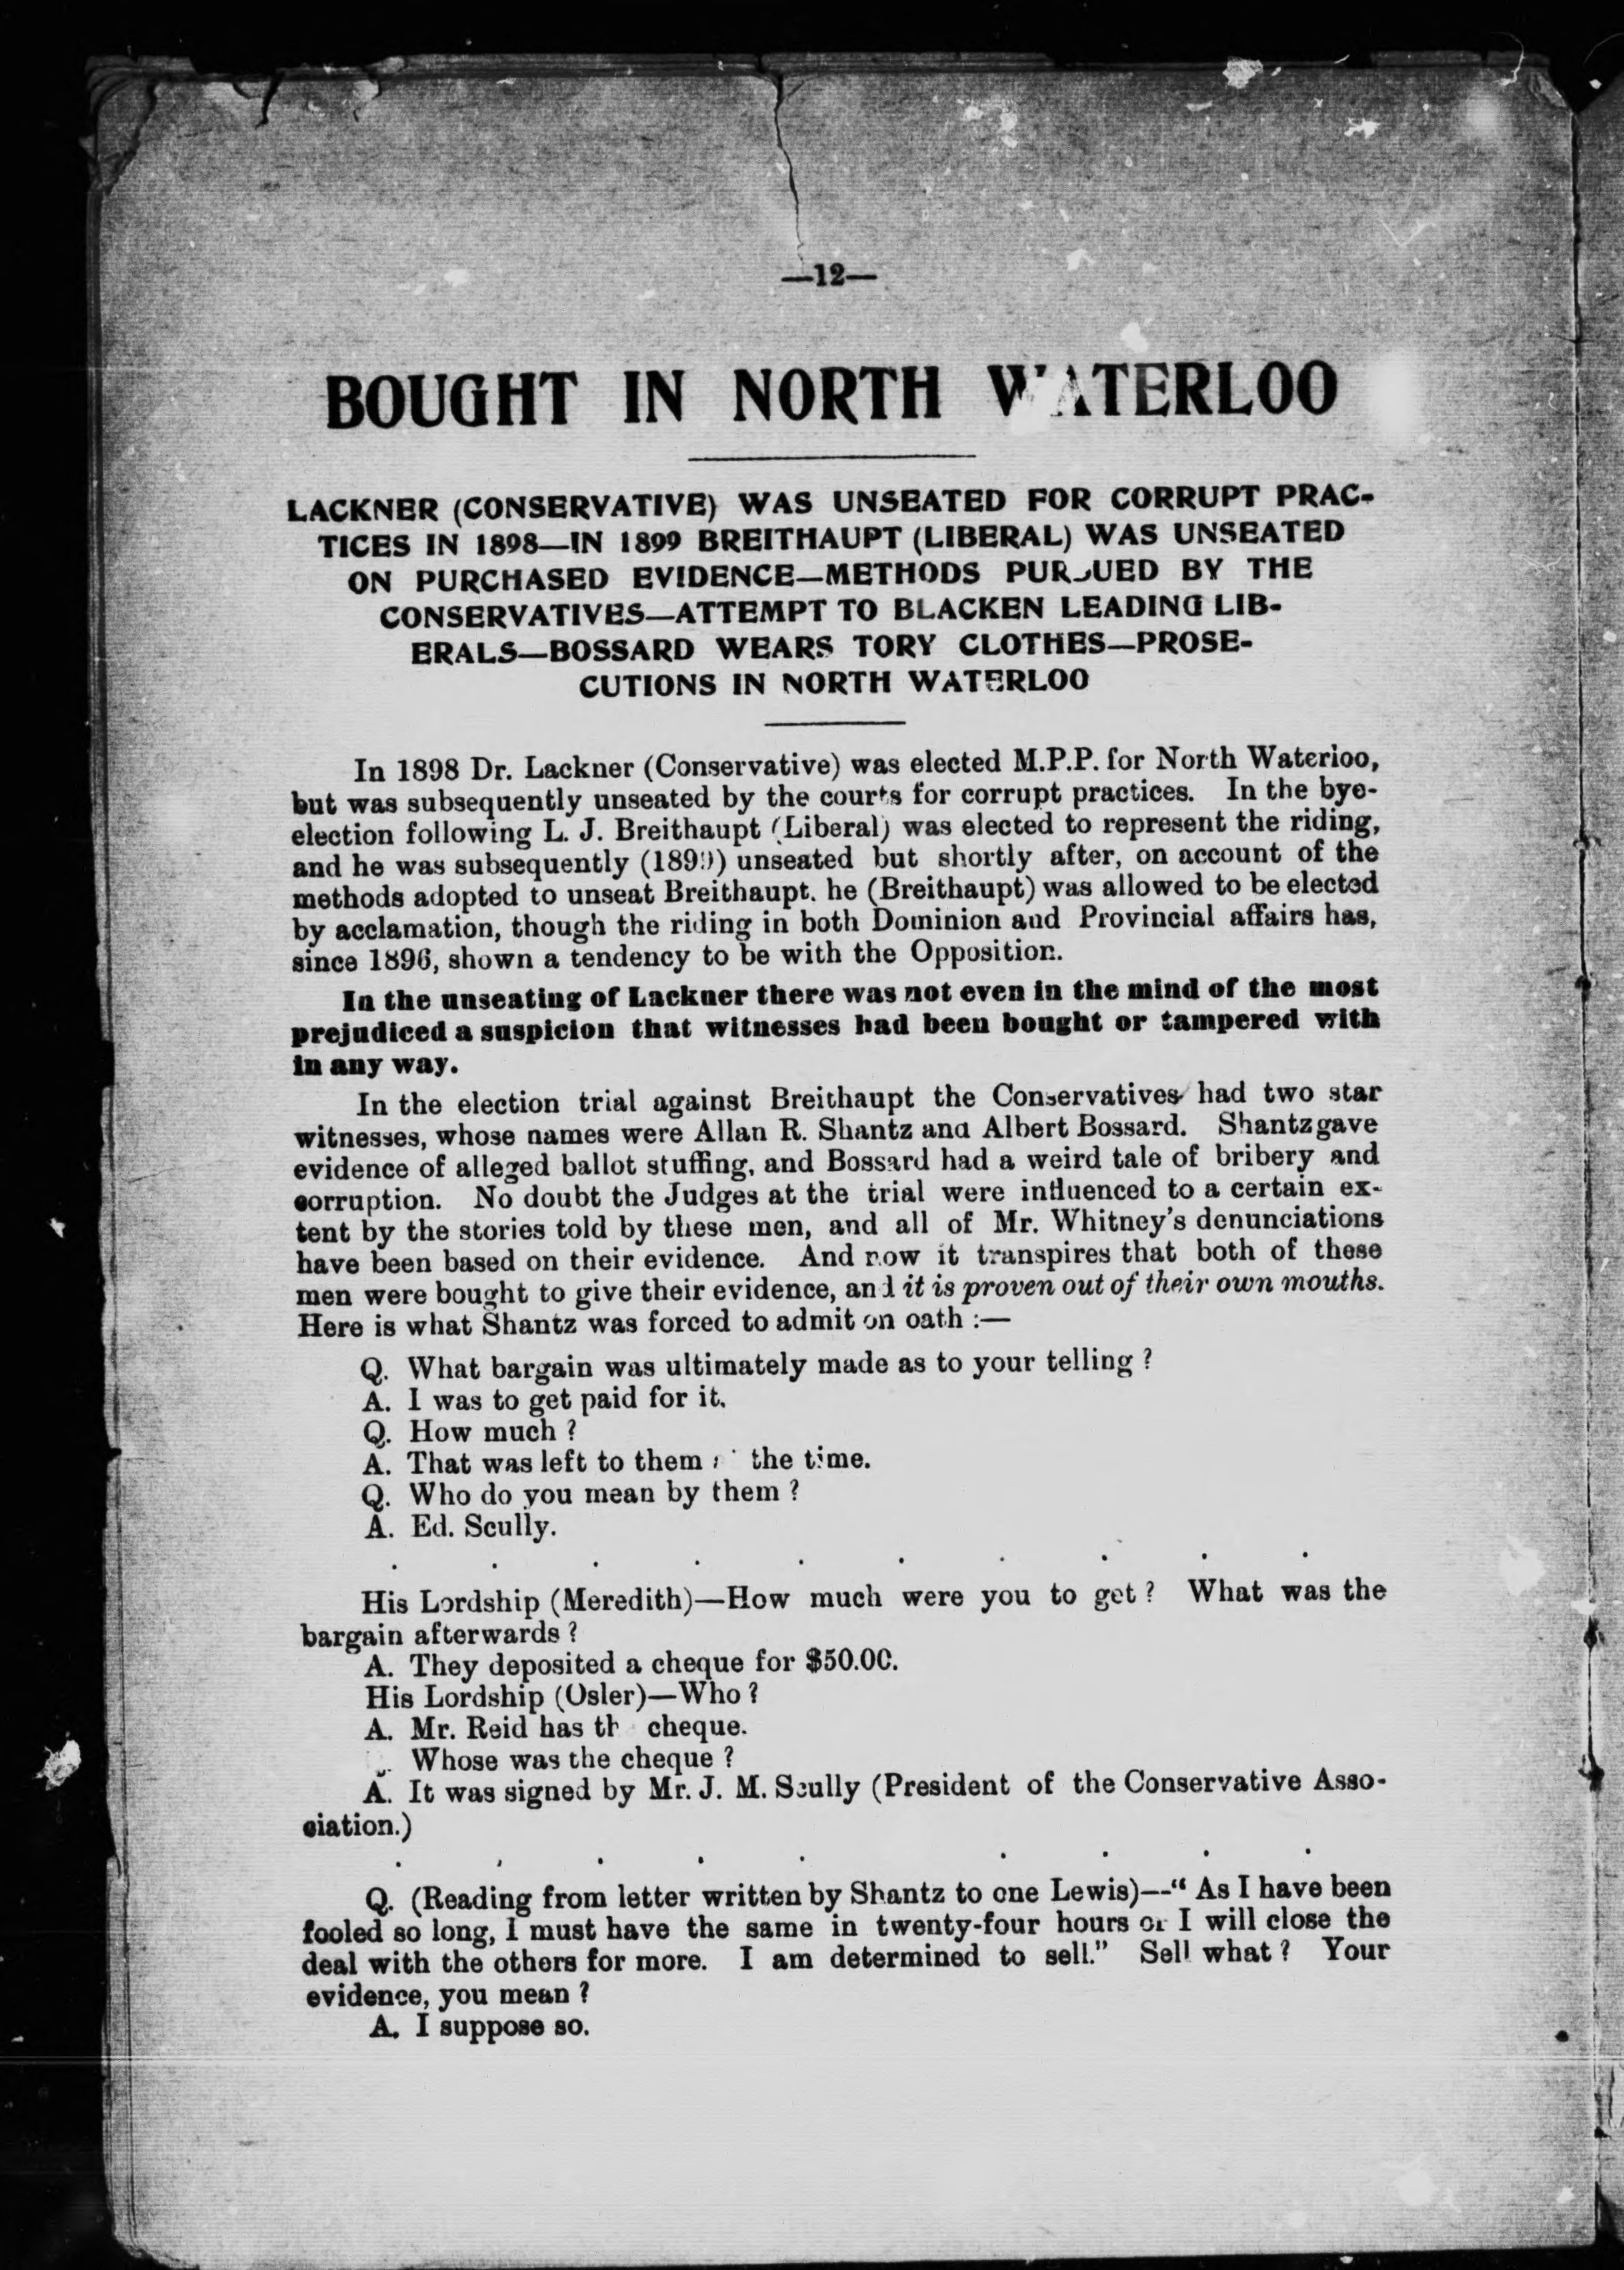 —12—
BOUGHT IN NORTH WATERLOO
LACKNER (CONSERVATIVE) WAS UNSEATED FOR CORRUPT PRAC-
TICES IN 1898—IN 1899 BREITHAUPT (LIBERAL) WAS UNSEATED
ON PURCHASED EVIDENCE—METHODS PURSUED BY THE
CONSERVATIVES—ATTEMPT TO BLACKEN LEADING LIB-
ERALS—BOSSARD WEARS TORY CLOTHES—PROSE-
CUTIONS IN NORTH WATERLOO
In 1898 Dr. Lackner (Conservative) was elected M.P.P. for North Waterloo,
but was subsequently unseated by the courts for corrupt practices. In the bye-
election following L. J. Breithaupt (Liberal) was elected to represent the riding,
and he was subsequently (1899) unseated but shortly after, on account of the
methods adopted to unseat Breithaupt, he (Breithaupt) was allowed to be elected
by acclamation, though the riding in both Dominion and Provincial affairs has,
since 1896, shown a tendency to be with the Opposition.
In the unseating of Lackner there was not even in the mind of the most
prejudiced a suspicion that witnesses had been bought or tampered with
in any way.
In the election trial against Breithaupt the Conservatives had two star
witnesses, whose names were Allan R. Shantz and Albert Bossard. Shantz gave
evidence of alleged ballot stuffing, and Bossard had a weird tale of bribery and
corruption. No doubt the Judges at the trial were influenced to a certain ex-
tent by the stories told by these men, and all of Mr. Whitney's denunciations
have been based on their evidence. And now it transpires that both of these
men were bought to give their evidence, and it is proven out of their own mouths.
Here is what Shantz was forced to admit on oath :—
Q. What bargain was ultimately made as to your telling ?
A. I was to get paid for it.
Q. How much ?
A. That was left to them the time.
Q. Who do you mean by them ?
A. Ed. Scully.
. . . . . . . . . .
His Lordship (Meredith)—How much were you to get ? What was the
bargain afterwards ?
A. They deposited a cheque for $50.00.
His Lordship (Osler)—Who ?
A. Mr. Reid has the cheque.
Whose was the cheque ?
A. It was signed by Mr. J. M. Scully (President of the Conservative Asso-
ciation.)
. . . . . . . . .
Q. (Reading from letter written by Shantz to one Lewis)—"As I have been
fooled so long, I must have the same in twenty-four hours or I will close the
deal with the others for more. I am determined to sell." Sell what ? Your
evidence, you mean ?
A. I suppose so.